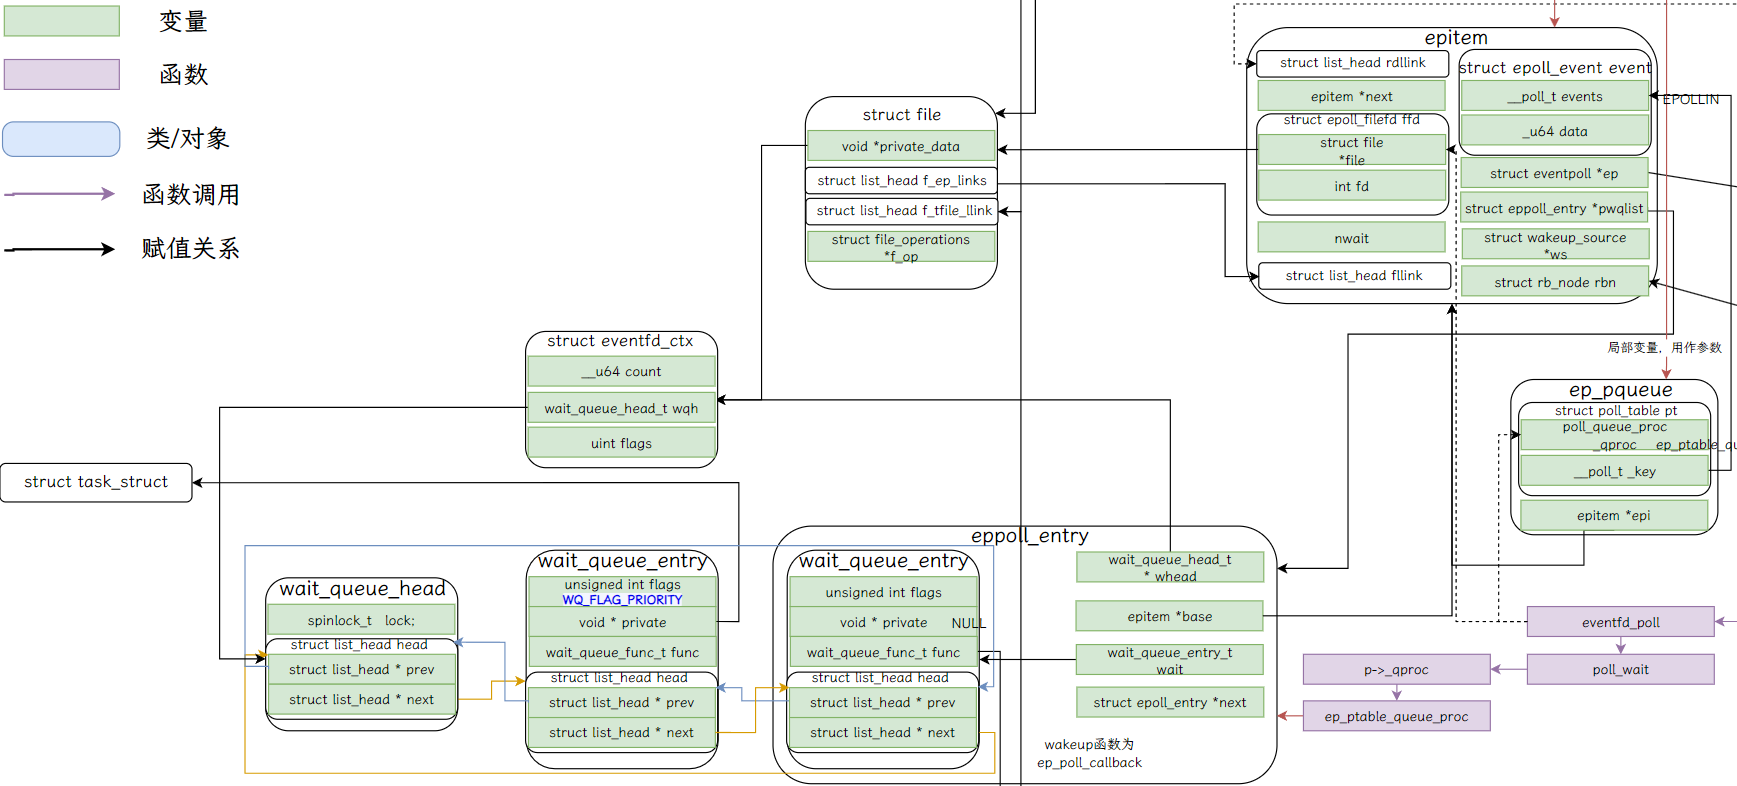 变量
函数
类/对象
函数调用
赋值关系
struct file
void *private_data
struct list_head f_ep_links
struct list_head f_tfile_llink
struct file_operations
*f_op
epitem
struct list_head rdllink
epitem *next
struct epoll_filefd ffd
struct file
*file
int fd
nwait
struct list_head fllink
struct epoll_event event
__poll_t events
EPOLLIN
_u64 data
struct eventpoll *ep
struct eppoll_entry *pwqlist
struct wakeup_source
*ws
struct rb_node rbn
局部变量，用作参数
ep_pqueue
struct poll_table pt
poll_queue_proc
_qproc
ep_ptable_qu
__poll_t _key
epitem *epi
struct eventfd_ctx
__u64 count
wait_queue_head_t wqh
uint flags
struct task_struct
wait_queue_head
spinlock_t lock;
struct list_head head
struct list_head * prev
struct list_head * next
wait_queue_entry
unsigned int flags
WQ_FLAG_PRIORITY
void * private
wait_queue_func_t func
struct list_head head
struct list_head * prev
struct list_head * next
eppoll_entry
wait_queue_entry
unsigned int flags
void * private
NULL
wait_queue_func_t func
struct list_head head
struct list_head * prev
struct list_head * next
wait_queue_head_t
* whead
epitem *base
wait_queue_entry_t
wait
struct epoll_entry *next
wakeup函数为
ep_poll_callback
eventfd_poll
poll_wait
p->_qproc
ep_ptable_queue_proc